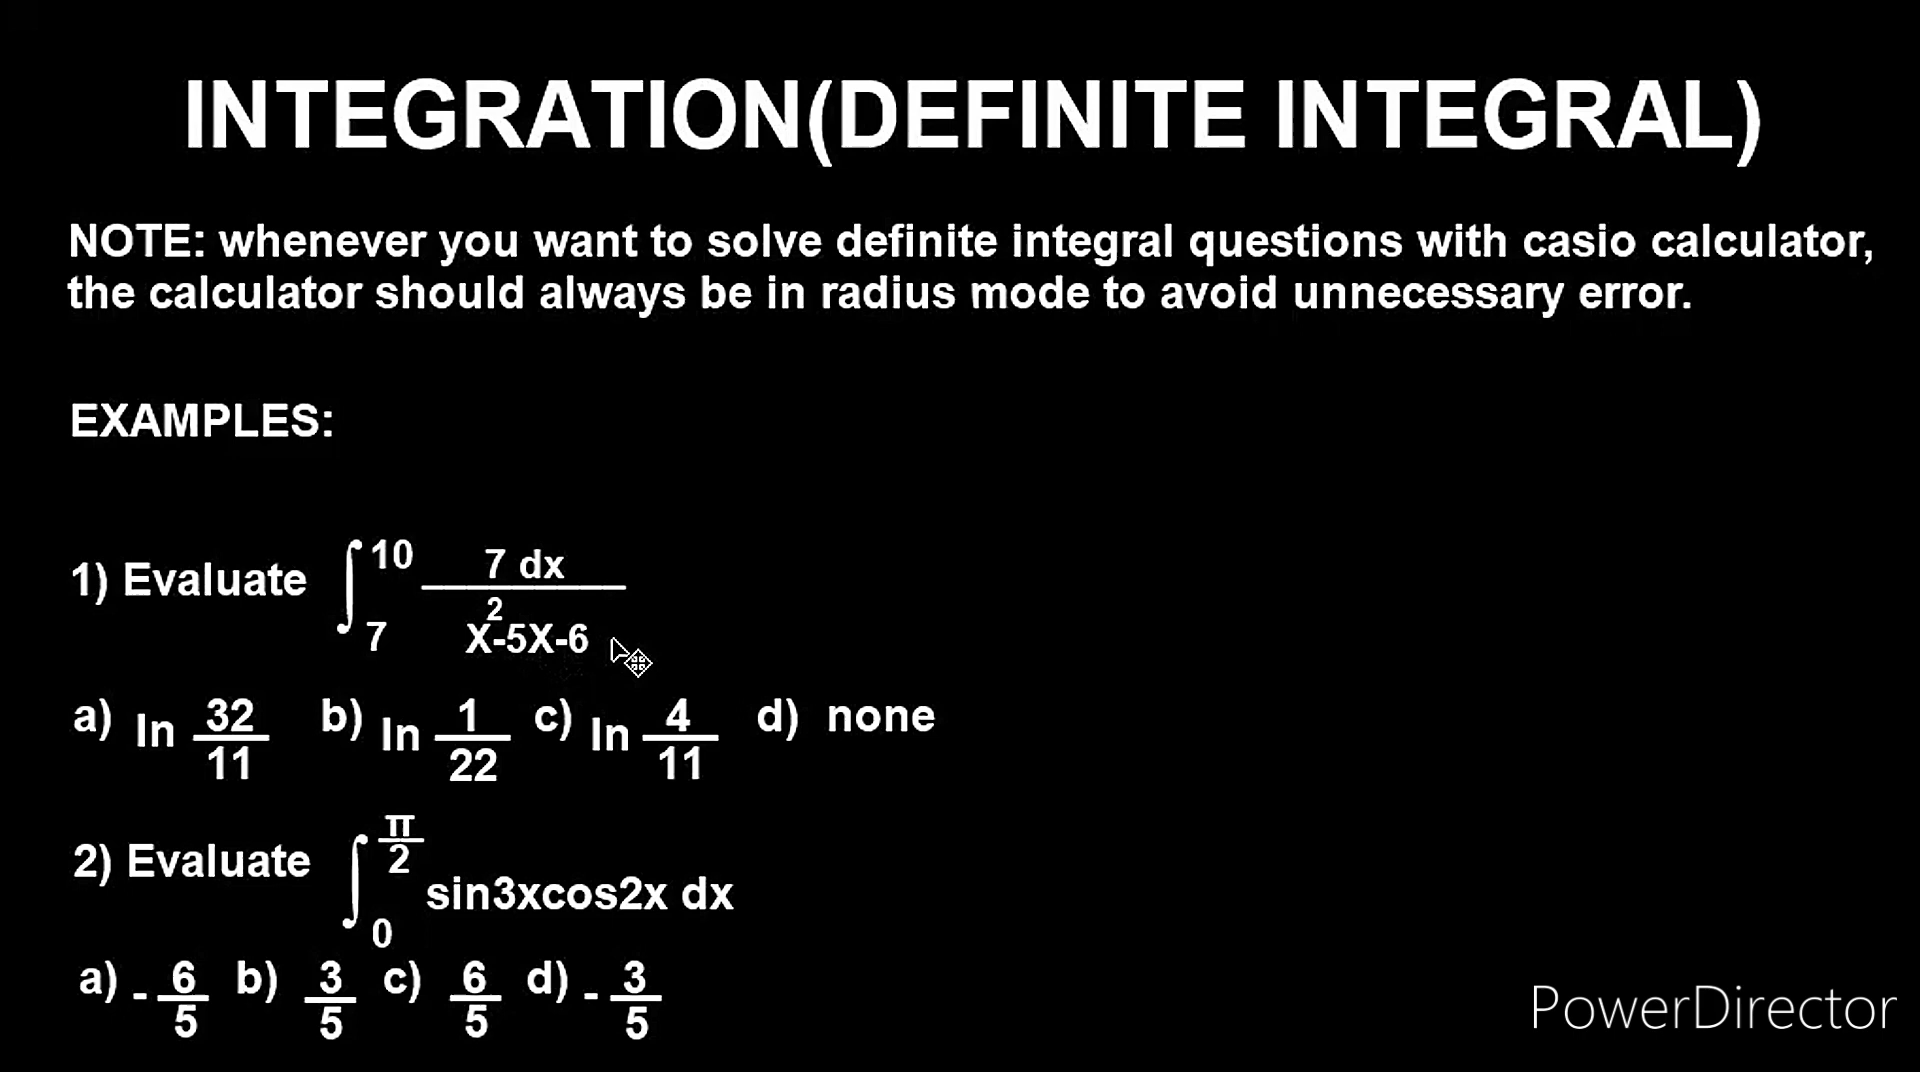 INTEGRATION(DEFINITE INTEGRAL)
NOTE: whenever you want to solve definite integral questions with casio calculator,
the calculator should always be in radius mode to avoid unnecessary error.
EXAMPLES:
1) Evaluate ∫₇¹⁰ 7 dx / X²-5X-6
a) ln 32/11 b) ln 1/22 c) ln 4/11 d) none
2) Evaluate ∫₀^(π/2) sin3xcos2x dx
a) - 6/5 b) 3/5 c) 6/5 d) - 3/5
PowerDirector